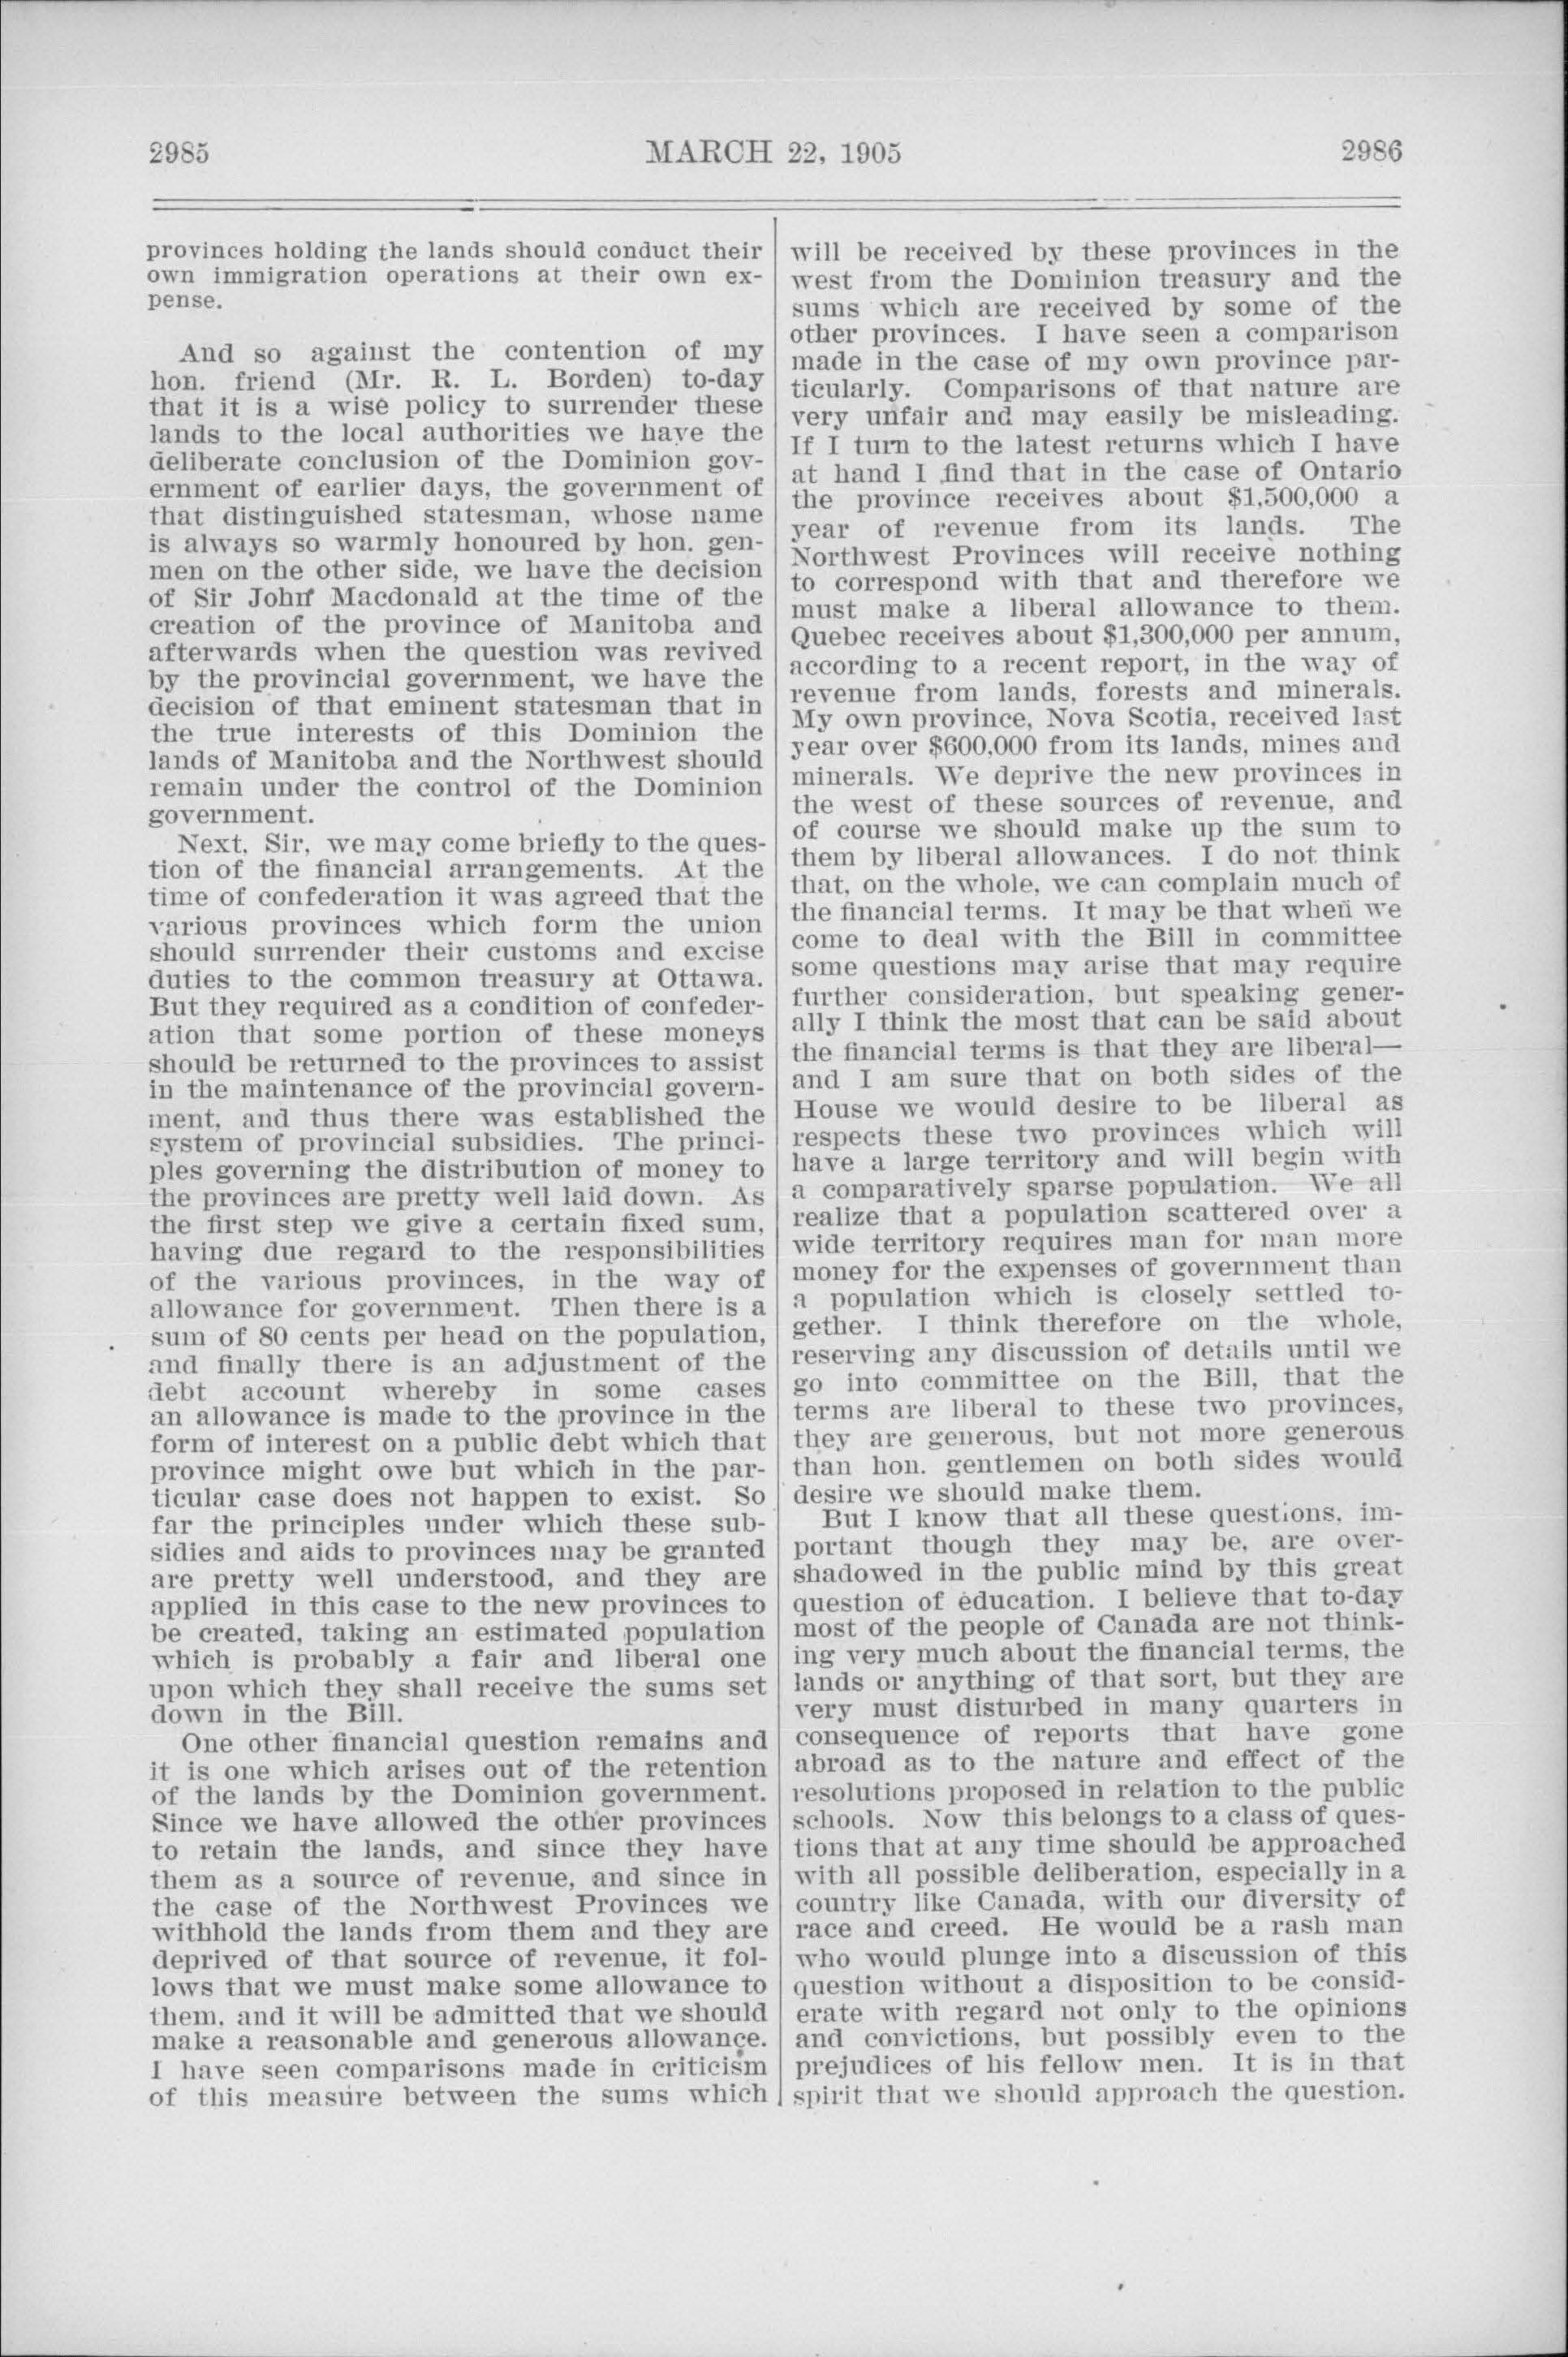 2985
MARCH 22, 1905
2986
provinces holding the lands should conduct their
own immigration operations at their own ex-
pense.
And so against the contention of my
hon. friend (Mr. R. L. Borden) to-day
that it is a wise policy to surrender these
lands to the local authorities we have the
deliberate conclusion of the Dominion gov-
ernment of earlier days, the government of
that distinguished statesman, whose name
is always so warmly honoured by hon. gen-
men on the other side, we have the decision
of Sir John Macdonald at the time of the
creation of the province of Manitoba and
afterwards when the question was revived
by the provincial government, we have the
decision of that eminent statesman that in
the true interests of this Dominion the
lands of Manitoba and the Northwest should
remain under the control of the Dominion
government.
Next, Sir, we may come briefly to the ques-
tion of the financial arrangements. At the
time of confederation it was agreed that the
various provinces which form the union
should surrender their customs and excise
duties to the common treasury at Ottawa.
But they required as a condition of confeder-
ation that some portion of these moneys
should be returned to the provinces to assist
in the maintenance of the provincial govern-
ment, and thus there was established the
system of provincial subsidies. The princi-
ples governing the distribution of money to
the provinces are pretty well laid down. As
the first step we give a certain fixed sum,
having due regard to the responsibilities
of the various provinces, in the way of
allowance for government. Then there is a
sum of 80 cents per head on the population,
and finally there is an adjustment of the
debt account whereby in some cases
an allowance is made to the province in the
form of interest on a public debt which that
province might owe but which in the par-
ticular case does not happen to exist. So
far the principles under which these sub-
sidies and aids to provinces may be granted
are pretty well understood, and they are
applied in this case to the new provinces to
be created, taking an estimated population
which is probably a fair and liberal one
upon which they shall receive the sums set
down in the Bill.
One other financial question remains and
it is one which arises out of the retention
of the lands by the Dominion government.
Since we have allowed the other provinces
to retain the lands, and since they have
them as a source of revenue, and since in
the case of the Northwest Provinces we
withhold the lands from them and they are
deprived of that source of revenue, it fol-
lows that we must make some allowance to
them, and it will be admitted that we should
make a reasonable and generous allowance.
I have seen comparisons made in criticism
of this measure between the sums which
will be received by these provinces in the
west from the Dominion treasury and the
sums which are received by some of the
other provinces. I have seen a comparison
made in the case of my own province par-
ticularly. Comparisons of that nature are
very unfair and may easily be misleading.
If I turn to the latest returns which I have
at hand I find that in the case of Ontario
the province receives about $1,500,000 a
year of revenue from its lands. The
Northwest Provinces will receive nothing
to correspond with that and therefore we
must make a liberal allowance to them.
Quebec receives about $1,300,000 per annum,
according to a recent report, in the way of
revenue from lands, forests and minerals.
My own province, Nova Scotia, received last
year over $600,000 from its lands, mines and
minerals. We deprive the new provinces in
the west of these sources of revenue, and
of course we should make up the sum to
them by liberal allowances. I do not think
that, on the whole, we can complain much of
the financial terms. It may be that when we
come to deal with the Bill in committee
some questions may arise that may require
further consideration, but speaking gener-
ally I think the most that can be said about
the financial terms is that they are liberal—
and I am sure that on both sides of the
House we would desire to be liberal as
respects these two provinces which will
have a large territory and will begin with
a comparatively sparse population. We all
realize that a population scattered over a
wide territory requires man for man more
money for the expenses of government than
a population which is closely settled to-
gether. I think therefore on the whole,
reserving any discussion of details until we
go into committee on the Bill, that the
terms are liberal to these two provinces,
they are generous, but not more generous
than hon. gentlemen on both sides would
desire we should make them.
But I know that all these questions, im-
portant though they may be, are over-
shadowed in the public mind by this great
question of education. I believe that to-day
most of the people of Canada are not think-
ing very much about the financial terms, the
lands or anything of that sort, but they are
very must disturbed in many quarters in
consequence of reports that have gone
abroad as to the nature and effect of the
resolutions proposed in relation to the public
schools. Now this belongs to a class of ques-
tions that at any time should be approached
with all possible deliberation, especially in a
country like Canada, with our diversity of
race and creed. He would be a rash man
who would plunge into a discussion of this
question without a disposition to be consid-
erate with regard not only to the opinions
and convictions, but possibly even to the
prejudices of his fellow men. It is in that
spirit that we should approach the question.